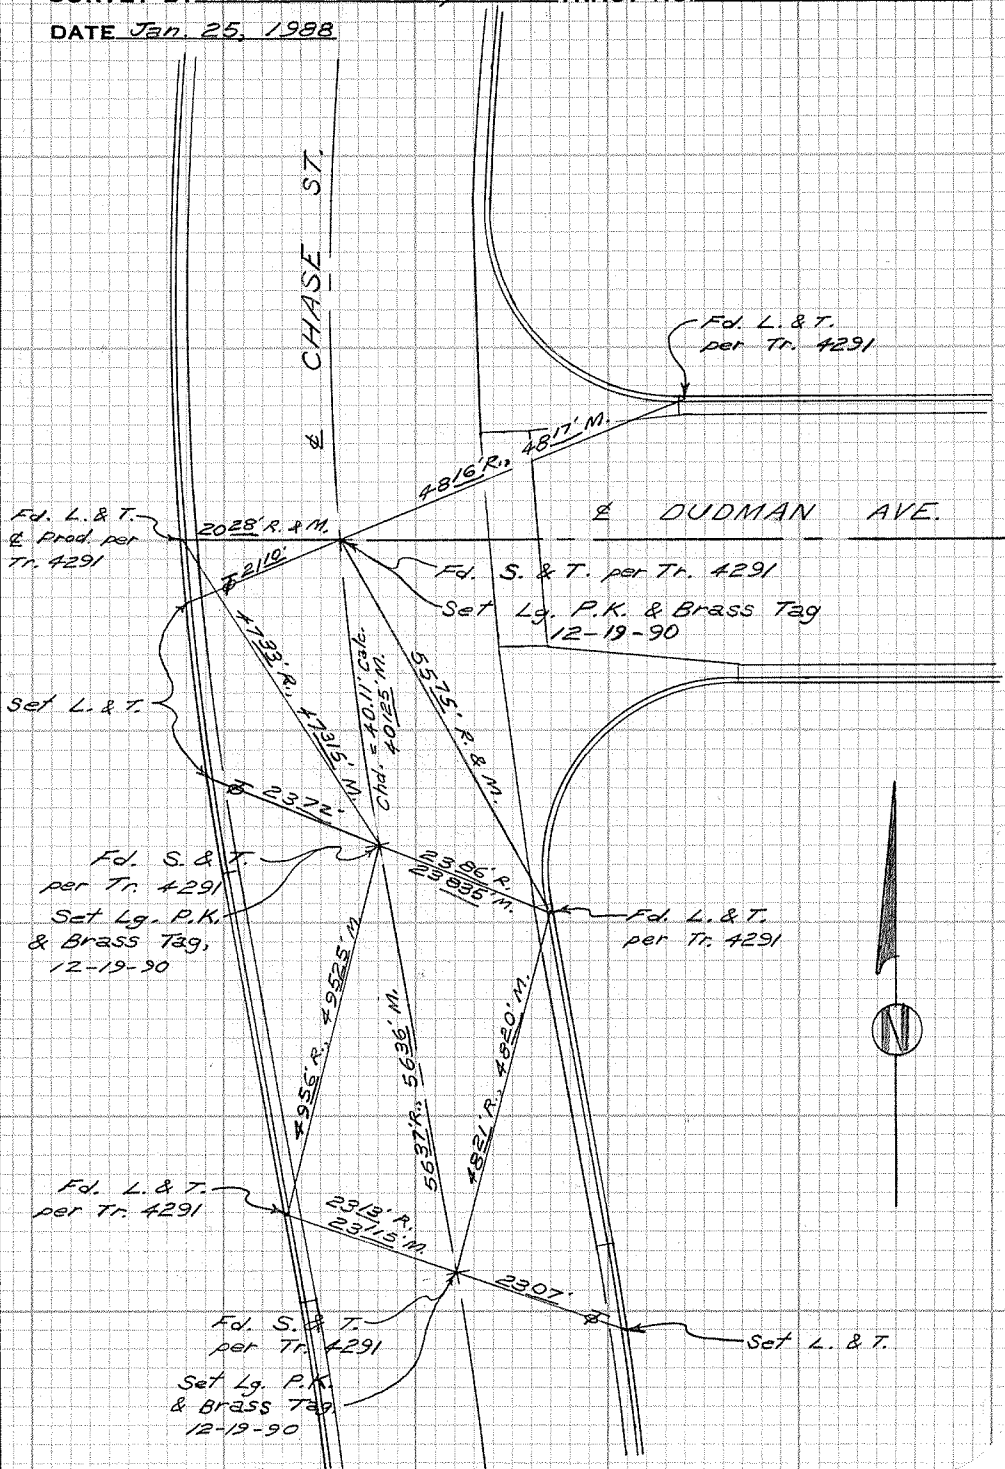 DATE Jan. 25, 1988
℄ CHASE ST.
Fd. L. & T.
per Tr. 4291
48 16' R., 48 17' M.
Fd. L. & T.
℄ Prod. per
Tr. 4291
20 28' R. & M.
℄ DUDMAN AVE.
21 10'
Fd. S. & T. per Tr. 4291
Set Lg. P.K. & Brass Tag
12-19-90
47 33' R., 47 315' M.
Chd. = 40.11' Calc.
40 125' M.
55 75' R. & M.
Set L. & T.
23 72'
Fd. S. & T.
per Tr. 4291
Set Lg. P.K.
& Brass Tag,
12-19-90
23 86' R.
23 835' M.
Fd. L. & T.
per Tr. 4291
49 56' R., 49 525' M.
56 37' R., 56 36' M.
48 21' R., 48 20' M.
N
Fd. L. & T.
per Tr. 4291
23 13' R.
23 115' M.
23 07'
Fd. S. & T.
per Tr. 4291
Set L. & T.
Set Lg. P.K.
& Brass Tag
12-19-90